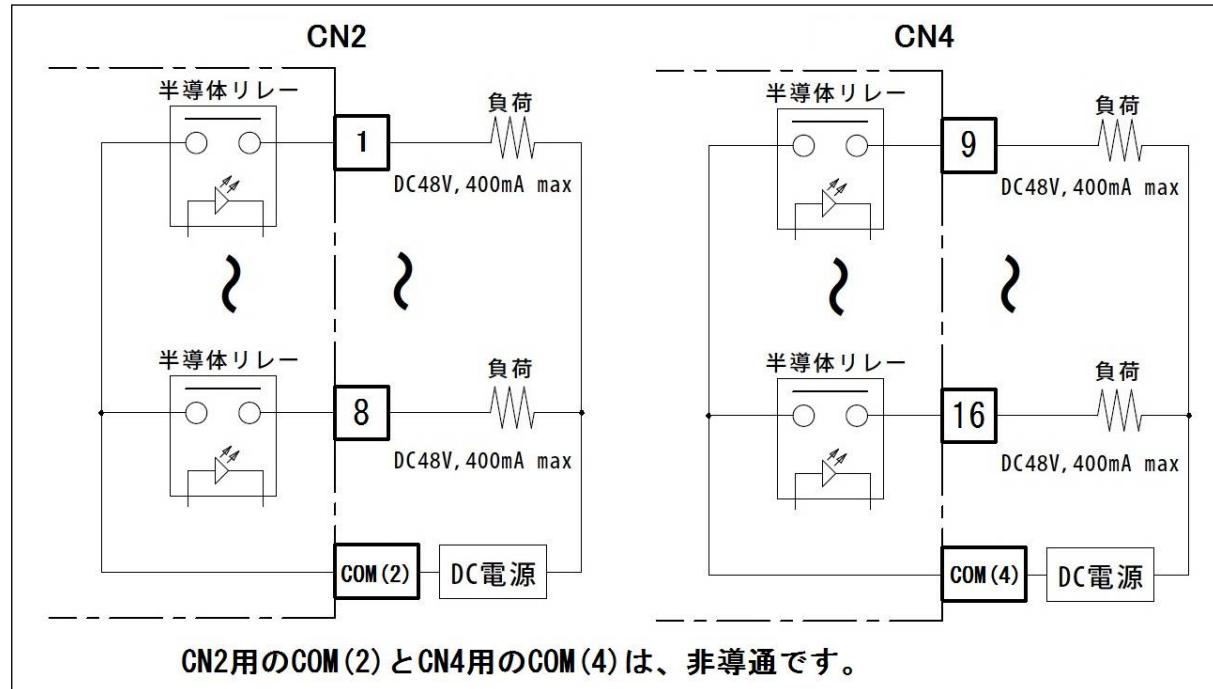 CN2
半導体リレー
1
負荷
DC48V,400mA max
半導体リレー
8
負荷
DC48V,400mA max
COM(2)
DC電源
CN4
半導体リレー
9
負荷
DC48V,400mA max
半導体リレー
16
負荷
DC48V,400mA max
COM(4)
DC電源
CN2用のCOM(2)とCN4用のCOM(4)は、非導通です。